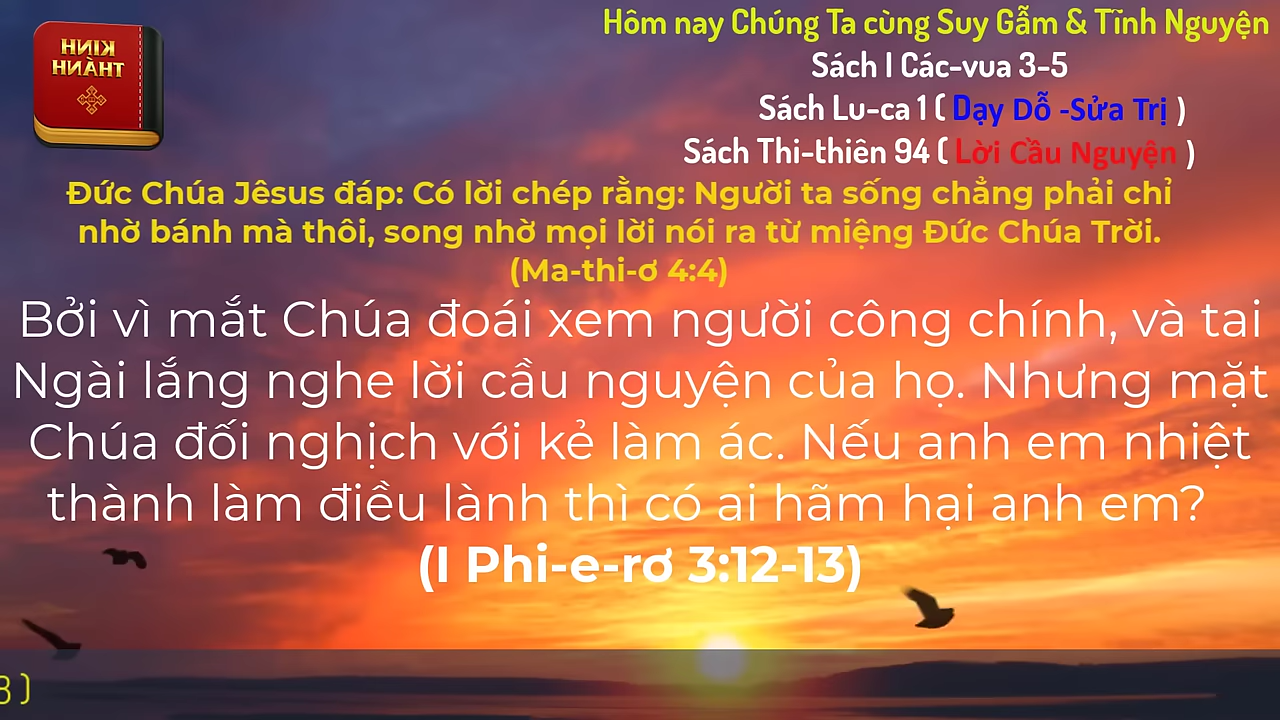 KINH
THÀNH
Hôm nay Chúng Ta cùng Suy Gẫm & Tĩnh Nguyện
Sách I Các-vua 3-5
Sách Lu-ca 1 ( Dạy Dỗ -Sửa Trị )
Sách Thi-thiên 94 ( Lời Cầu Nguyện )
Đức Chúa Jêsus đáp: Có lời chép rằng: Người ta sống chẳng phải chỉ
nhờ bánh mà thôi, song nhờ mọi lời nói ra từ miệng Đức Chúa Trời.
(Ma-thi-ơ 4:4)
Bởi vì mắt Chúa đoái xem người công chính, và tai
Ngài lắng nghe lời cầu nguyện của họ. Nhưng mặt
Chúa đối nghịch với kẻ làm ác. Nếu anh em nhiệt
thành làm điều lành thì có ai hãm hại anh em?
(I Phi-e-rơ 3:12-13)
8 )